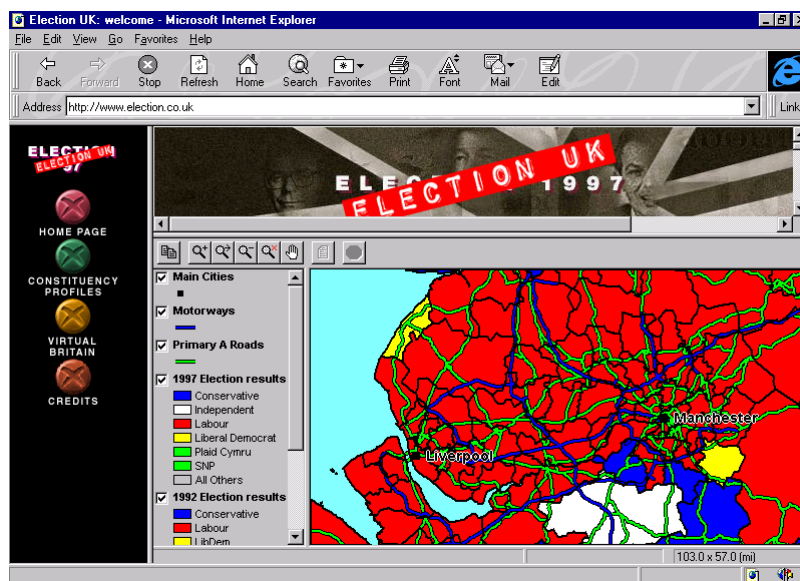 Election UK: welcome - Microsoft Internet Explorer
File Edit View Go Favorites Help
Back Forward Stop Refresh Home Search Favorites Print Font Mail Edit
Address http://www.election.co.uk Link
ELECTION
97
ELECTION UK
HOME PAGE
CONSTITUENCY
PROFILES
VIRTUAL
BRITAIN
CREDITS
1997
ELECTION UK
Main Cities
Motorways
Primary A Roads
1997 Election results
Conservative
Independent
Labour
Liberal Democrat
Plaid Cymru
SNP
All Others
1992 Election results
Conservative
Labour
LibDem
Manchester
Liverpool
103.0 x 57.0 (mi)